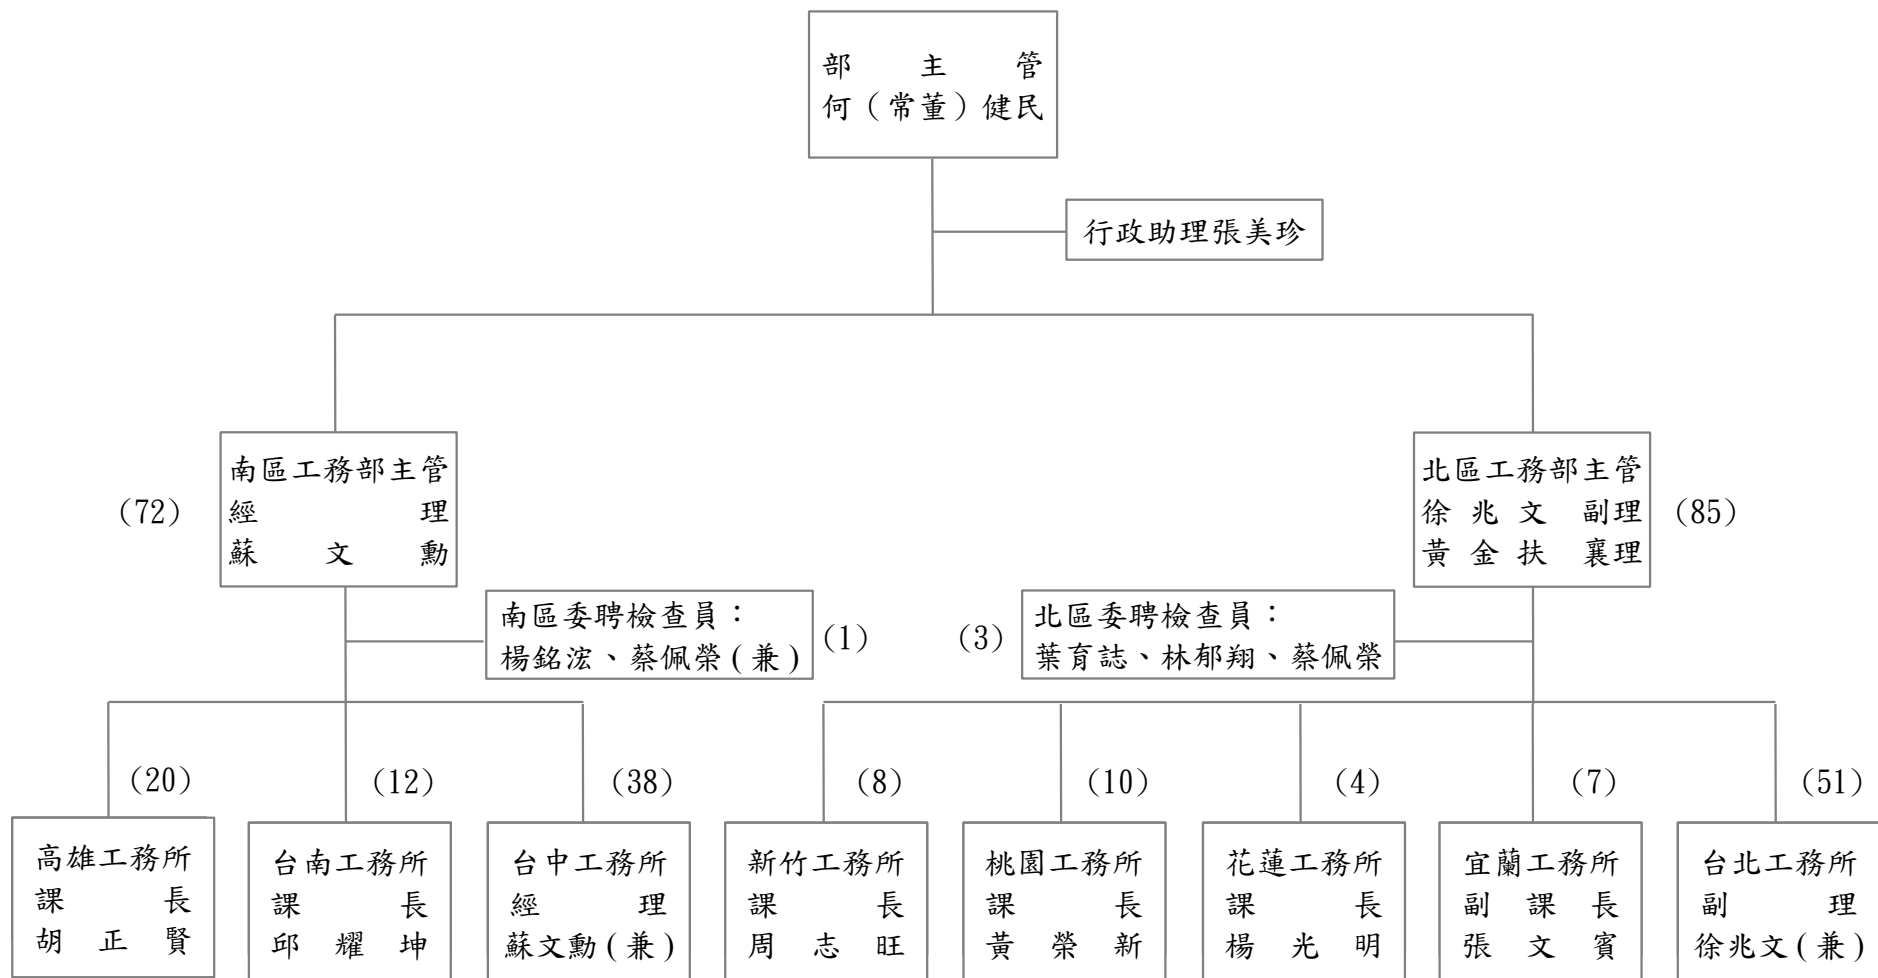 部主管
何（常董）健民
行政助理張美珍
南區工務部主管
經理
蘇文勳
(72)
北區工務部主管
徐兆文 副理
黃金扶 襄理
(85)
南區委聘檢查員：
楊銘浤、蔡佩榮(兼)
(1)
(3)
北區委聘檢查員：
葉育誌、林郁翔、蔡佩榮
(20)
(12)
(38)
(8)
(10)
(4)
(7)
(51)
高雄工務所
課長
胡正賢
台南工務所
課長
邱耀坤
台中工務所
經理
蘇文勳(兼)
新竹工務所
課長
周志旺
桃園工務所
課長
黃榮新
花蓮工務所
課長
楊光明
宜蘭工務所
副課長
張文賓
台北工務所
副理
徐兆文(兼)